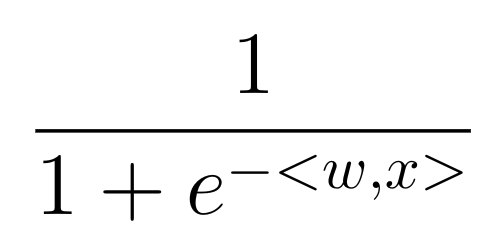 1
1 + e^{-<w,x>}